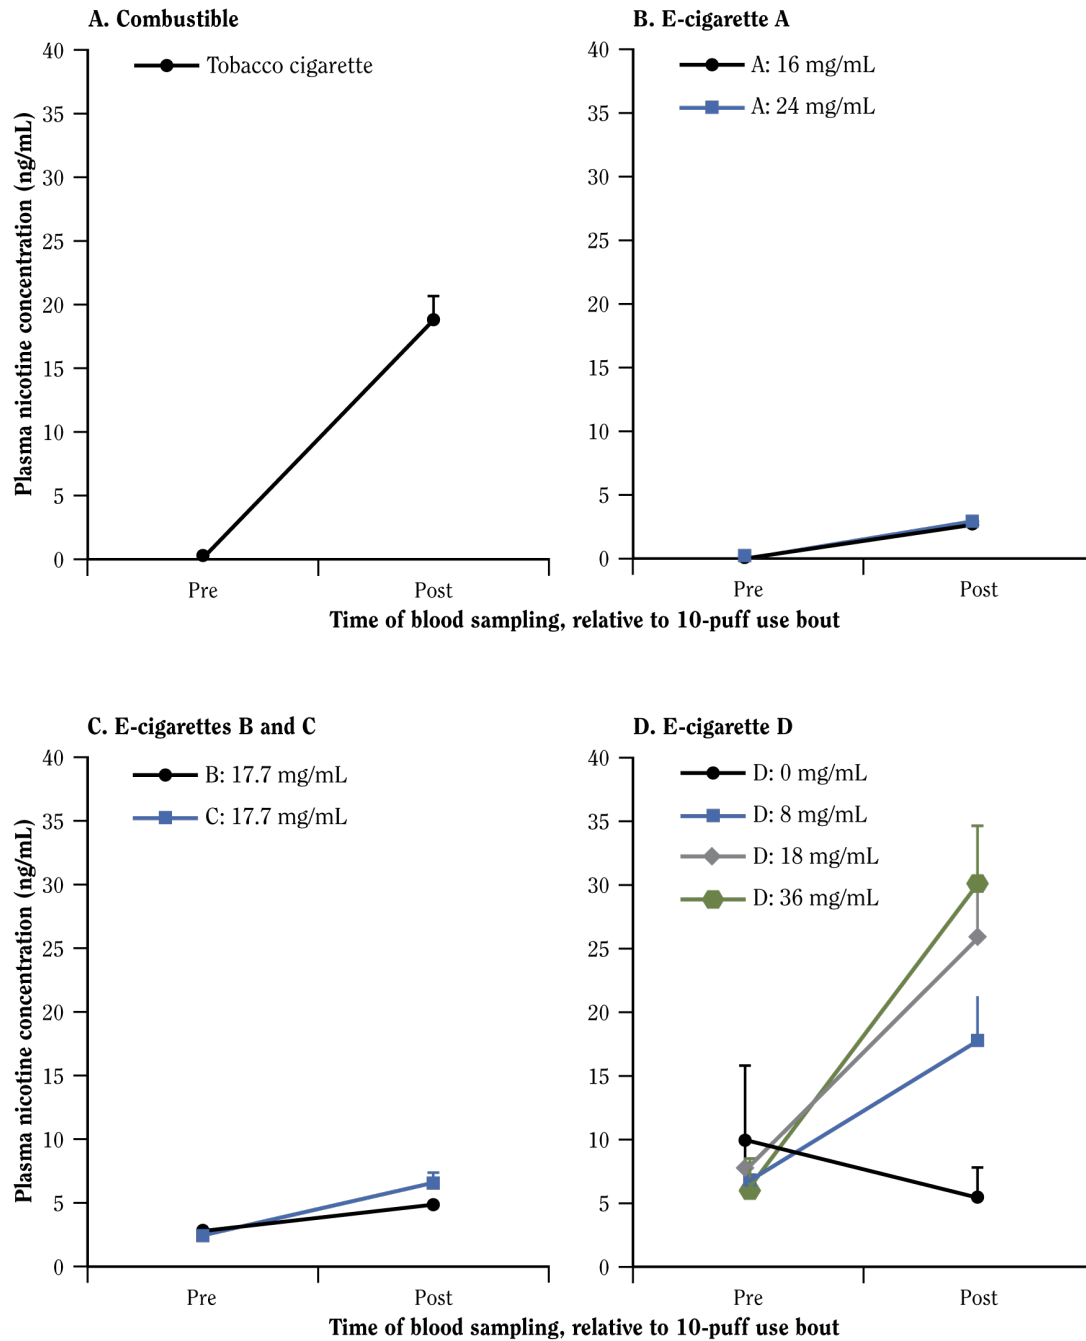 A. Combustible
40
35
30
25
20
15
10
5
0
Plasma nicotine concentration (ng/mL)
Tobacco cigarette
Pre
Post
B. E-cigarette A
40
35
30
25
20
15
10
5
0
A: 16 mg/mL
A: 24 mg/mL
Pre
Post
Time of blood sampling, relative to 10-puff use bout
C. E-cigarettes B and C
40
35
30
25
20
15
10
5
0
Plasma nicotine concentration (ng/mL)
B: 17.7 mg/mL
C: 17.7 mg/mL
Pre
Post
D. E-cigarette D
40
35
30
25
20
15
10
5
0
D: 0 mg/mL
D: 8 mg/mL
D: 18 mg/mL
D: 36 mg/mL
Pre
Post
Time of blood sampling, relative to 10-puff use bout